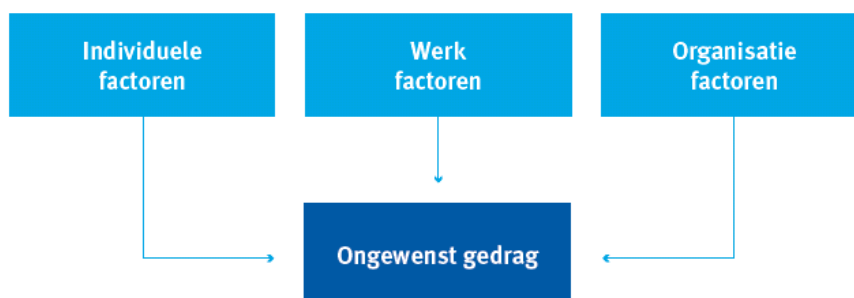 Individuele
factoren
Werk
factoren
Organisatie
factoren
Ongewenst gedrag